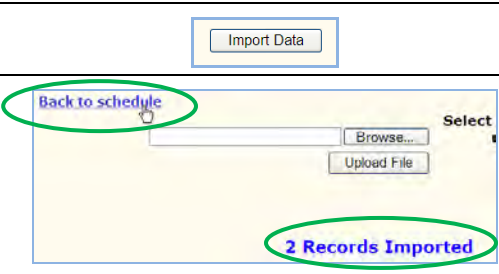 Import Data
Back to schedule
Select
Browse...
Upload File
2 Records Imported